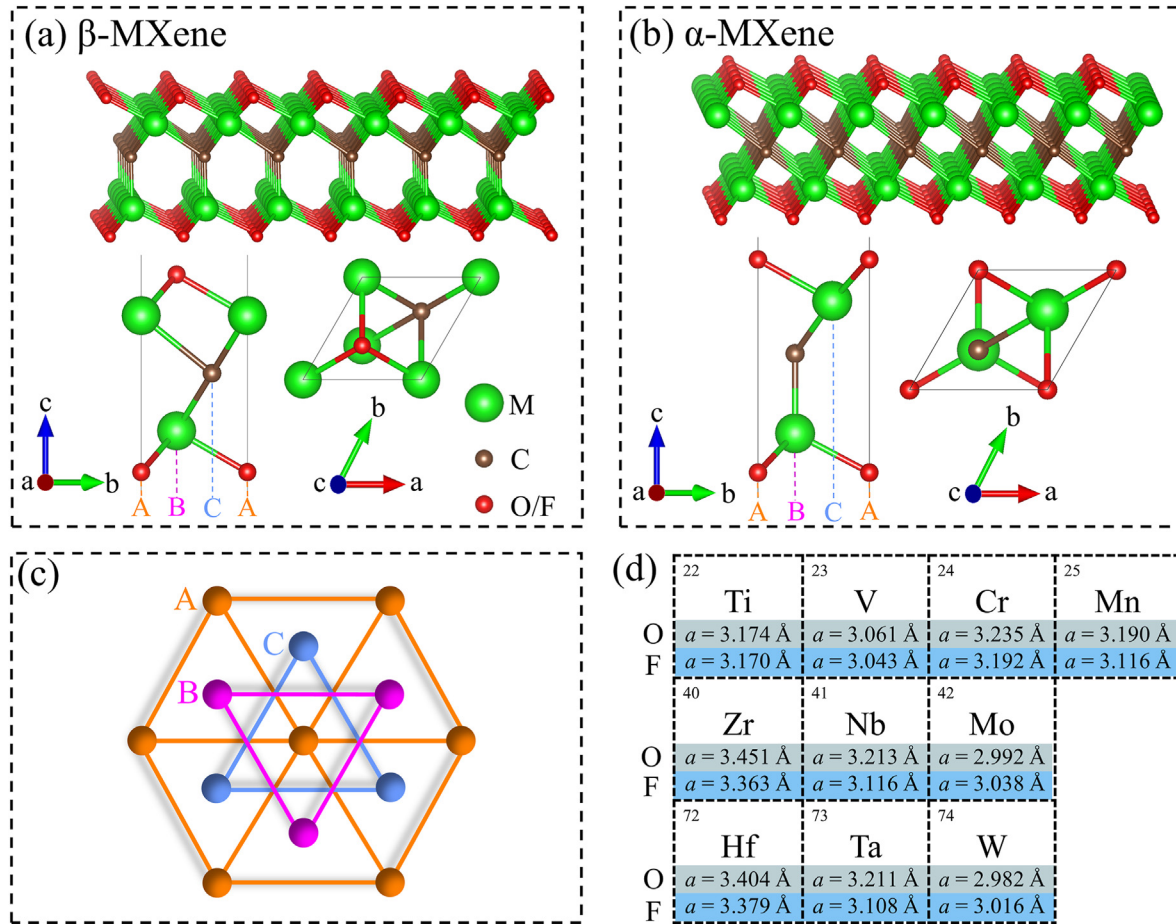 (a) β-MXene
c
a
b
A
B
C
A
b
c
a
M
C
O/F
(b) α-MXene
c
a
b
A
B
C
A
b
c
a
(c)
A
C
B
(d)
22 23 24 25
Ti V Cr Mn
O a = 3.174 Å a = 3.061 Å a = 3.235 Å a = 3.190 Å
F a = 3.170 Å a = 3.043 Å a = 3.192 Å a = 3.116 Å
40 41 42
Zr Nb Mo
O a = 3.451 Å a = 3.213 Å a = 2.992 Å
F a = 3.363 Å a = 3.116 Å a = 3.038 Å
72 73 74
Hf Ta W
O a = 3.404 Å a = 3.211 Å a = 2.982 Å
F a = 3.379 Å a = 3.108 Å a = 3.016 Å